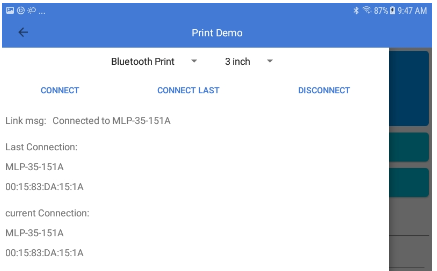 ... 87% 9:47 AM
Print Demo
Bluetooth Print 3 inch
CONNECT CONNECT LAST DISCONNECT
Link msg: Connected to MLP-35-151A
Last Connection:
MLP-35-151A
00:15:83:DA:15:1A
current Connection:
MLP-35-151A
00:15:83:DA:15:1A